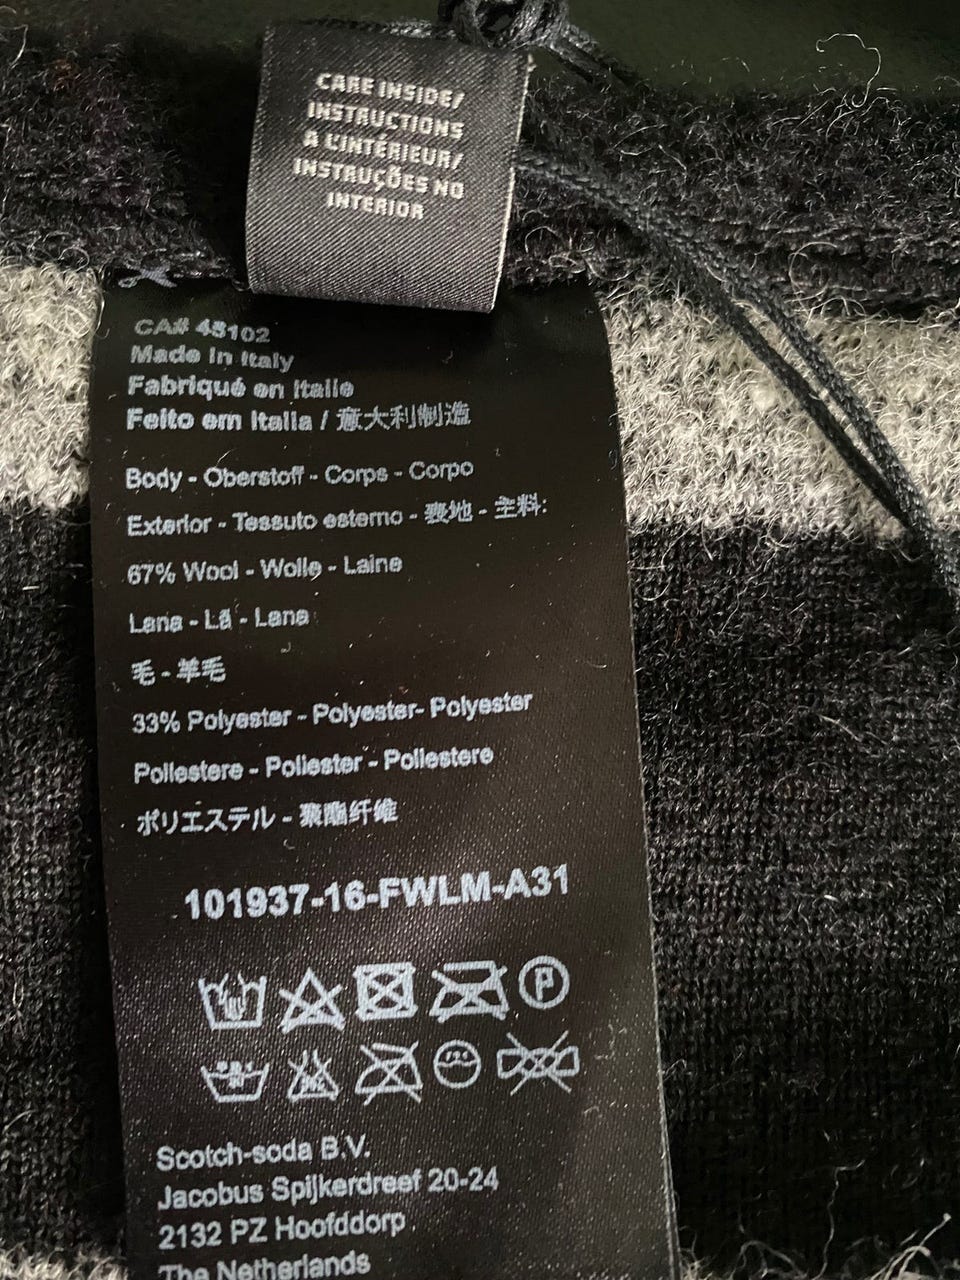 CARE INSIDE/
INSTRUCTIONS
À L'INTÉRIEUR/
INSTRUÇÕES NO
INTERIOR
CA# 48102
Made In Italy
Fabriqué en Italie
Feito em Italia / 意大利制造
Body - Oberstoff - Corps - Corpo
Exterior - Tessuto esterno - 表地 - 主料:
67% Wool - Wolle - Laine
Lana - Lã - Lana
毛 - 羊毛
33% Polyester - Polyester- Polyester
Poliestere - Poliester - Poliestere
ポリエステル - 聚酯纤维
101937-16-FWLM-A31
P
Scotch-soda B.V.
Jacobus Spijkerdreef 20-24
2132 PZ Hoofddorp
The Netherlands